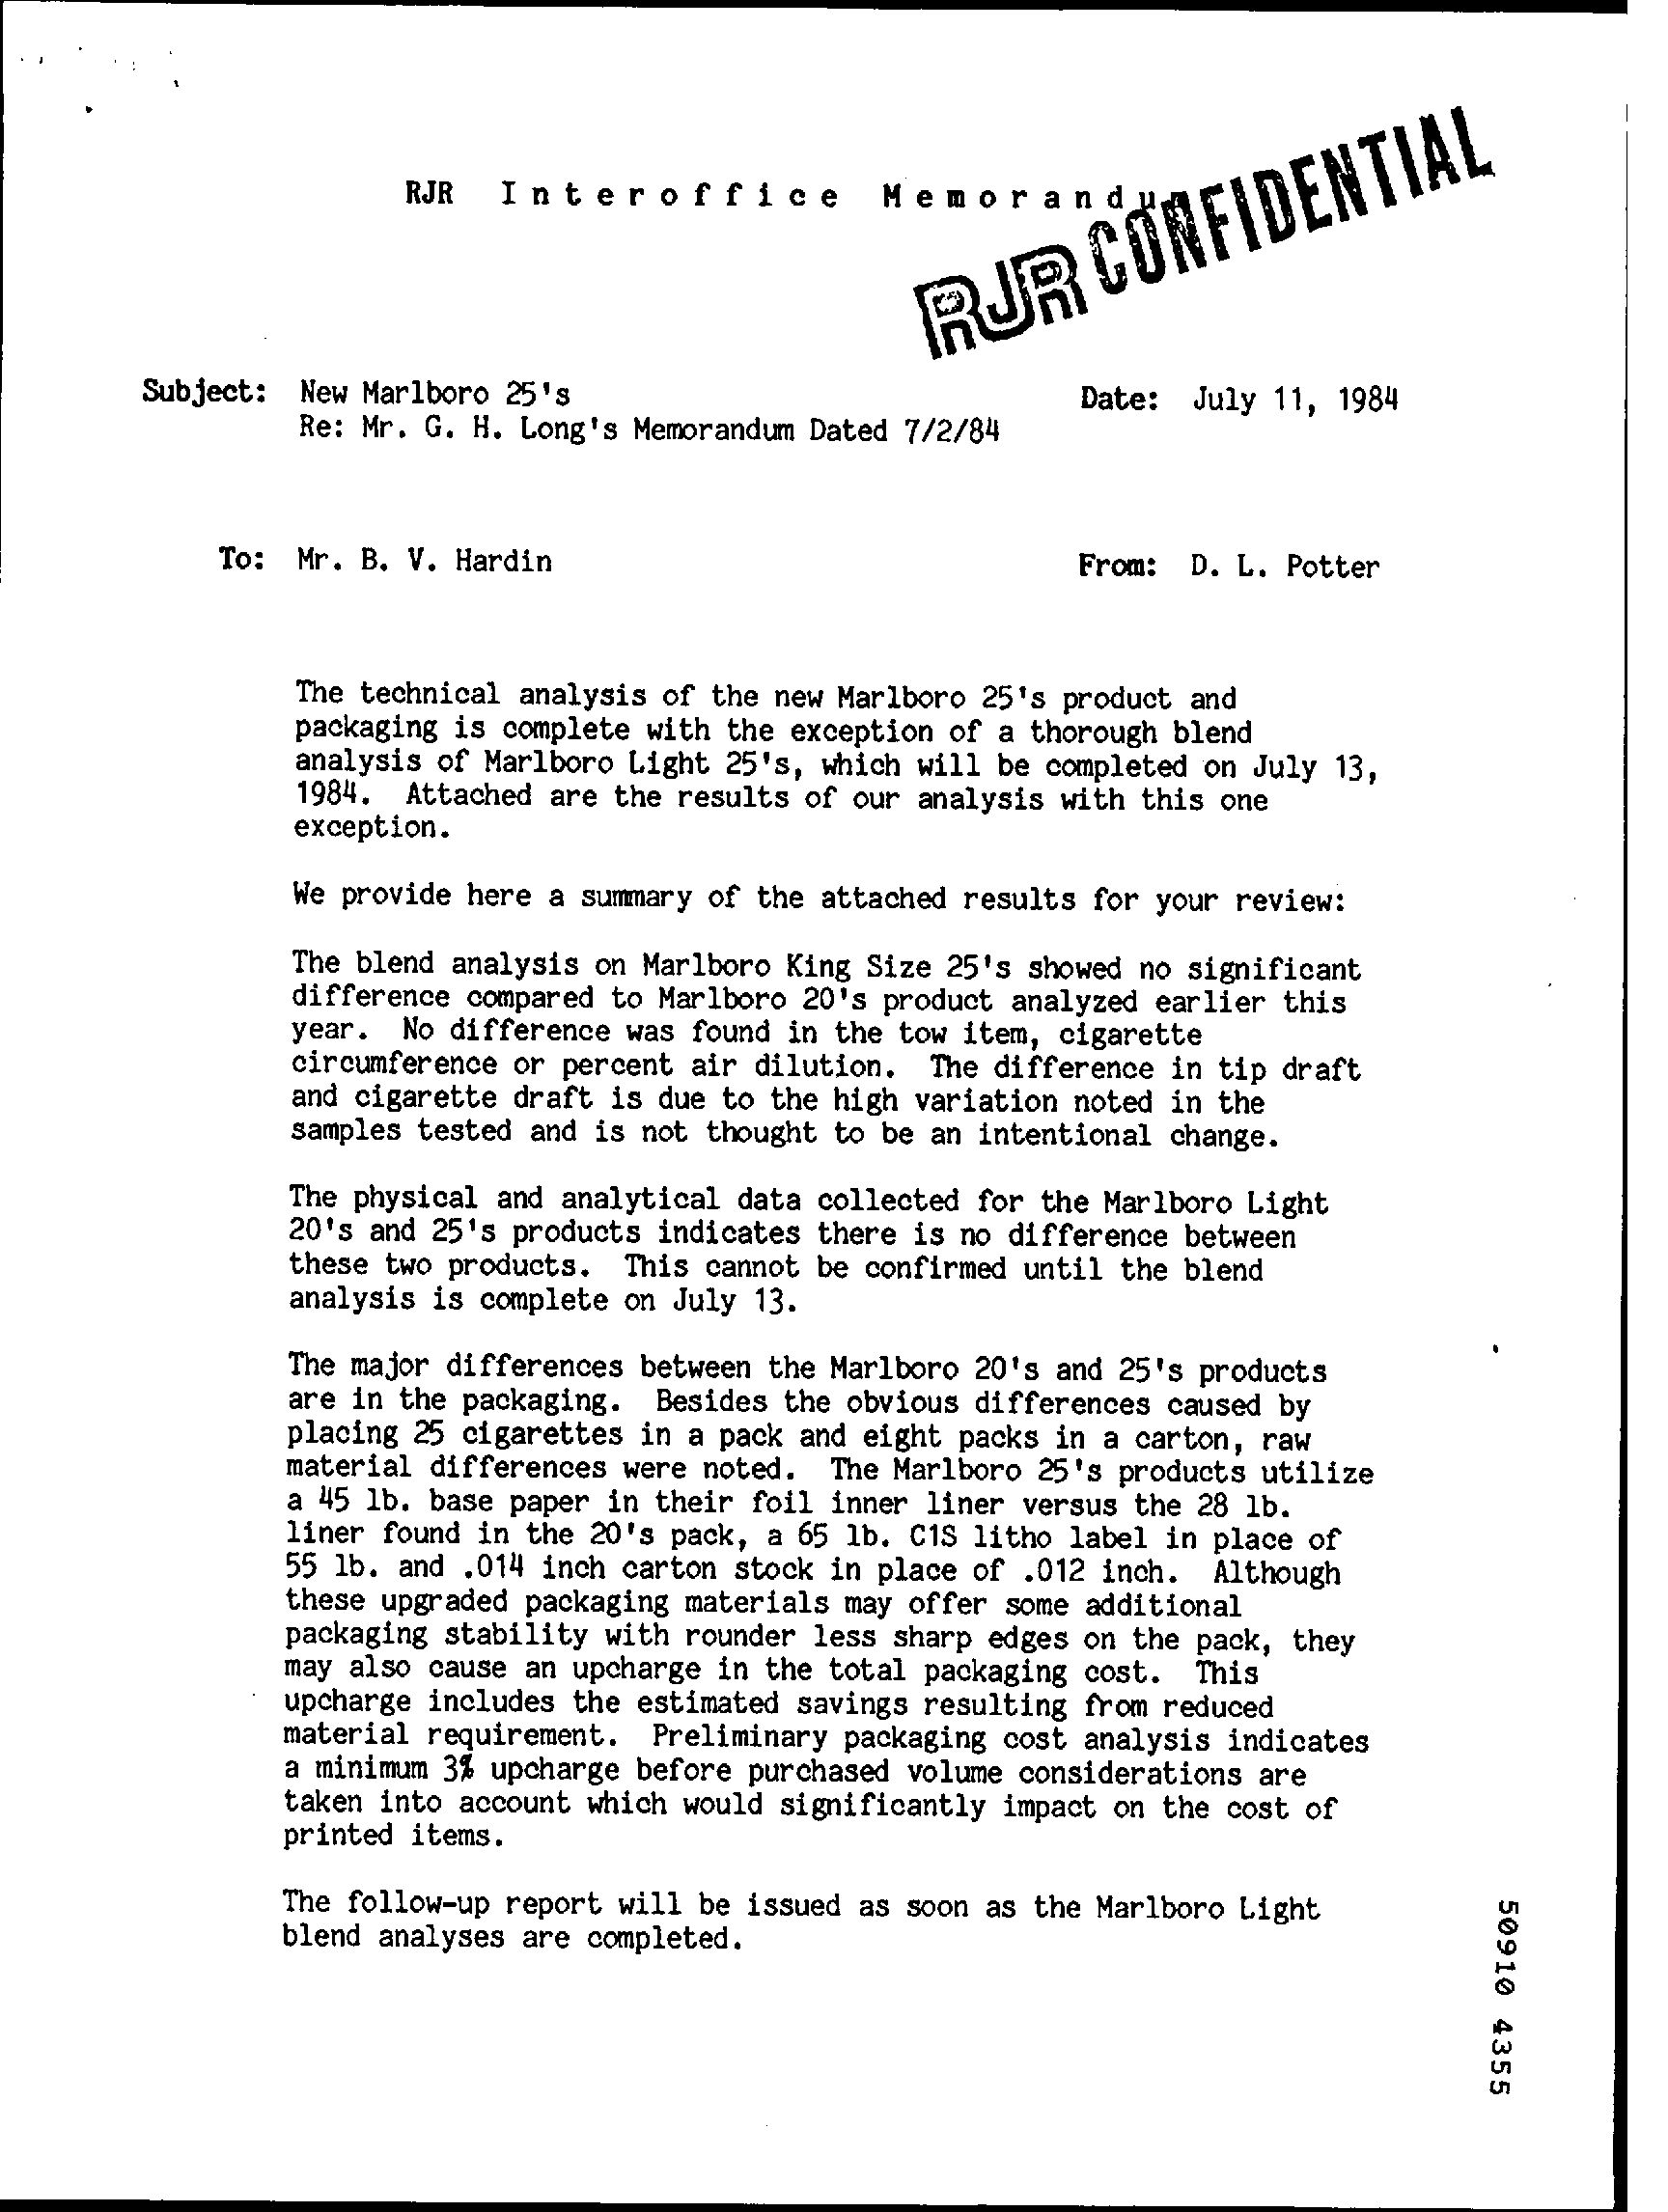 RJR Interoffice Memorandum
RJR CONFIDENTIAL
Subject: New Marlboro 25's
Date: July 11, 1984
Re: Mr. G. H. Long's Memorandum Dated 7/2/84
To: Mr. B. V. Hardin
From: D. L. Potter
The technical analysis of the new Marlboro 25's product and
packaging is complete with the exception of a thorough blend
analysis of Marlboro Light 25's, which will be completed on July 13,
1984. Attached are the results of our analysis with this one
exception.
We provide here a summary of the attached results for your review:
The blend analysis on Marlboro King Size 25's showed no significant
difference compared to Marlboro 20's product analyzed earlier this
year. No difference was found in the tow item, cigarette
circumference or percent air dilution. The difference in tip draft
and cigarette draft is due to the high variation noted in the
samples tested and is not thought to be an intentional change.
The physical and analytical data collected for the Marlboro Light
20's and 25's products indicates there is no difference between
these two products. This cannot be confirmed until the blend
analysis is complete on July 13.
The major differences between the Marlboro 20's and 25's products
are in the packaging. Besides the obvious differences caused by
placing 25 cigarettes in a pack and eight packs in a carton, raw
material differences were noted. The Marlboro 25's products utilize
a 45 lb. base paper in their foil inner liner versus the 28 lb.
liner found in the 20's pack, a 65 lb. C1S litho label in place of
55 lb. and .014 inch carton stock in place of .012 inch. Although
these upgraded packaging materials may offer some additional
packaging stability with rounder less sharp edges on the pack, they
may also cause an upcharge in the total packaging cost. This
upcharge includes the estimated savings resulting from reduced
material requirement. Preliminary packaging cost analysis indicates
a minimum 3% upcharge before purchased volume considerations are
taken into account which would significantly impact on the cost of
printed items.
The follow-up report will be issued as soon as the Marlboro Light
blend analyses are completed.
50910 4355